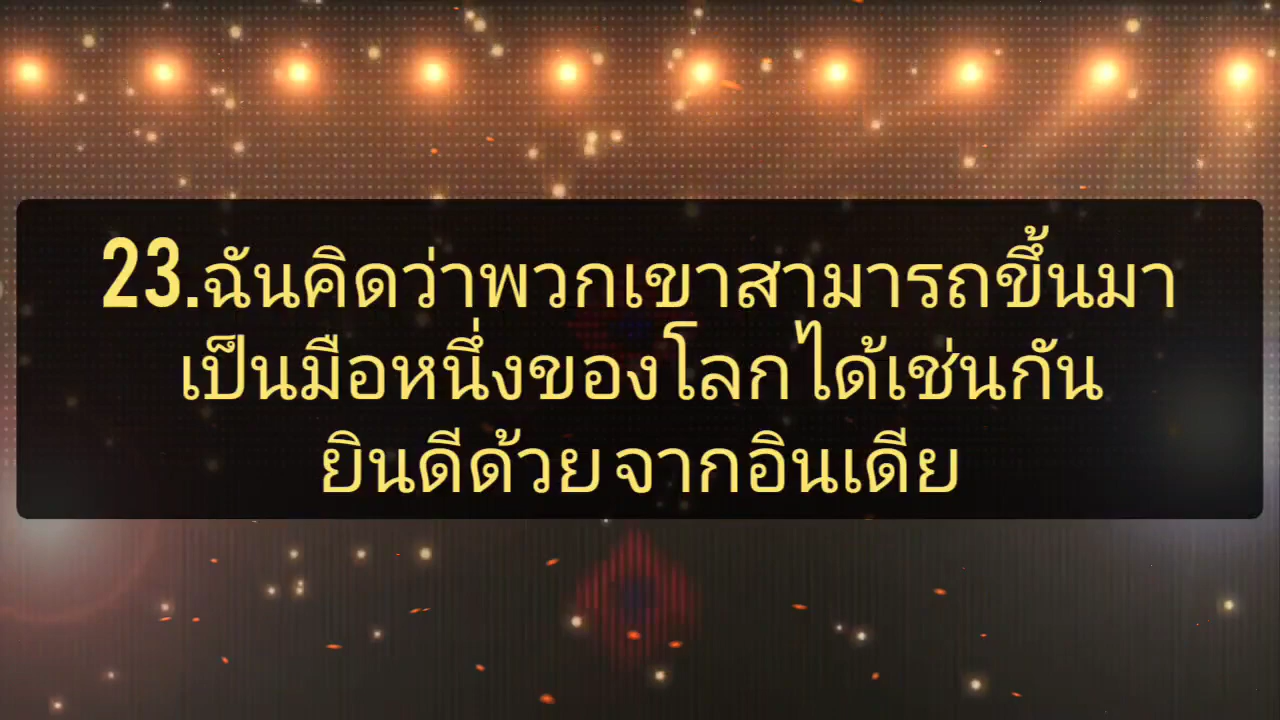 23.ฉันคิดว่าพวกเขาสามารถขึ้นมา
เป็นมือหนึ่งของโลกได้เช่นกัน
ยินดีด้วยจากอินเดีย